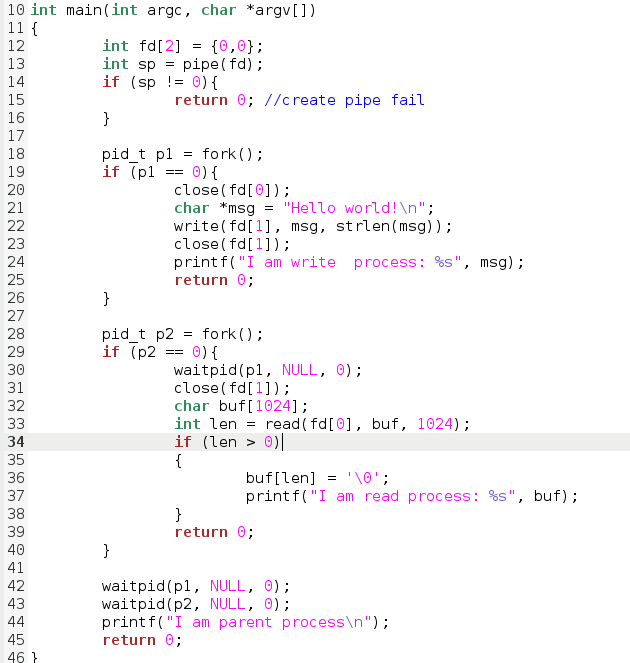 10 int main(int argc, char *argv[])
11 {
12         int fd[2] = {0,0};
13         int sp = pipe(fd);
14         if (sp != 0){
15                 return 0; //create pipe fail
16         }
17
18         pid_t p1 = fork();
19         if (p1 == 0){
20                 close(fd[0]);
21                 char *msg = "Hello world!\n";
22                 write(fd[1], msg, strlen(msg));
23                 close(fd[1]);
24                 printf("I am write  process: %s", msg);
25                 return 0;
26         }
27
28         pid_t p2 = fork();
29         if (p2 == 0){
30                 waitpid(p1, NULL, 0);
31                 close(fd[1]);
32                 char buf[1024];
33                 int len = read(fd[0], buf, 1024);
34                 if (len > 0)
35                 {
36                         buf[len] = '\0';
37                         printf("I am read process: %s", buf);
38                 }
39                 return 0;
40         }
41
42         waitpid(p1, NULL, 0);
43         waitpid(p2, NULL, 0);
44         printf("I am parent process\n");
45         return 0;
46 }